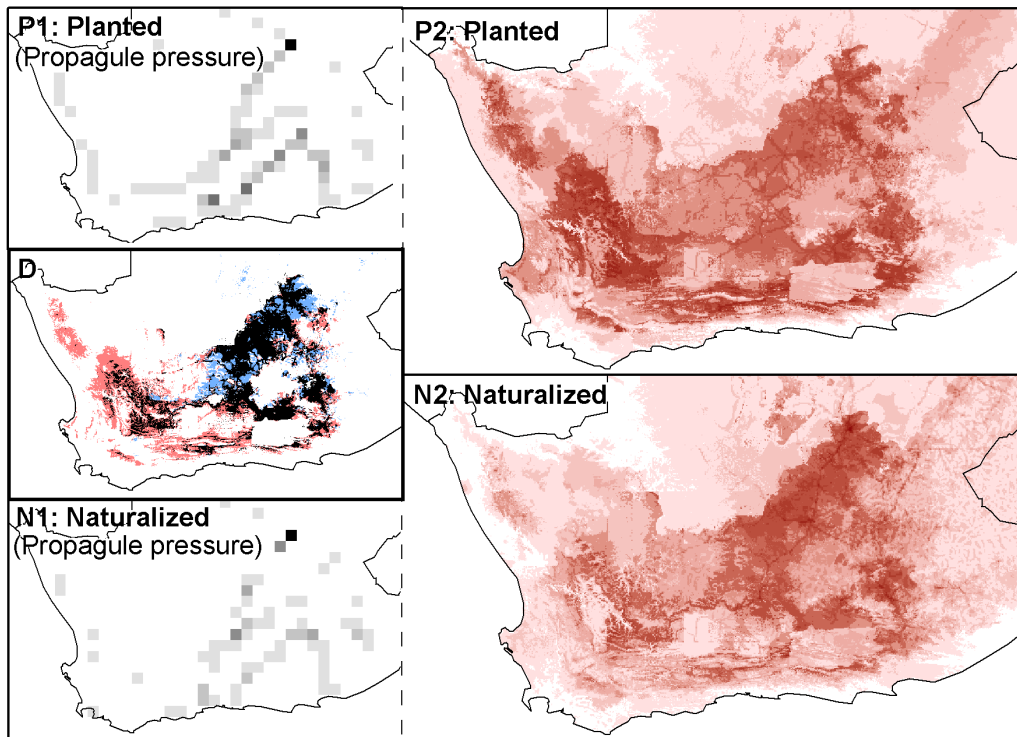 P1: Planted
(Propagule pressure)
P2: Planted
D
N2: Naturalized
N1: Naturalized
(Propagule pressure)